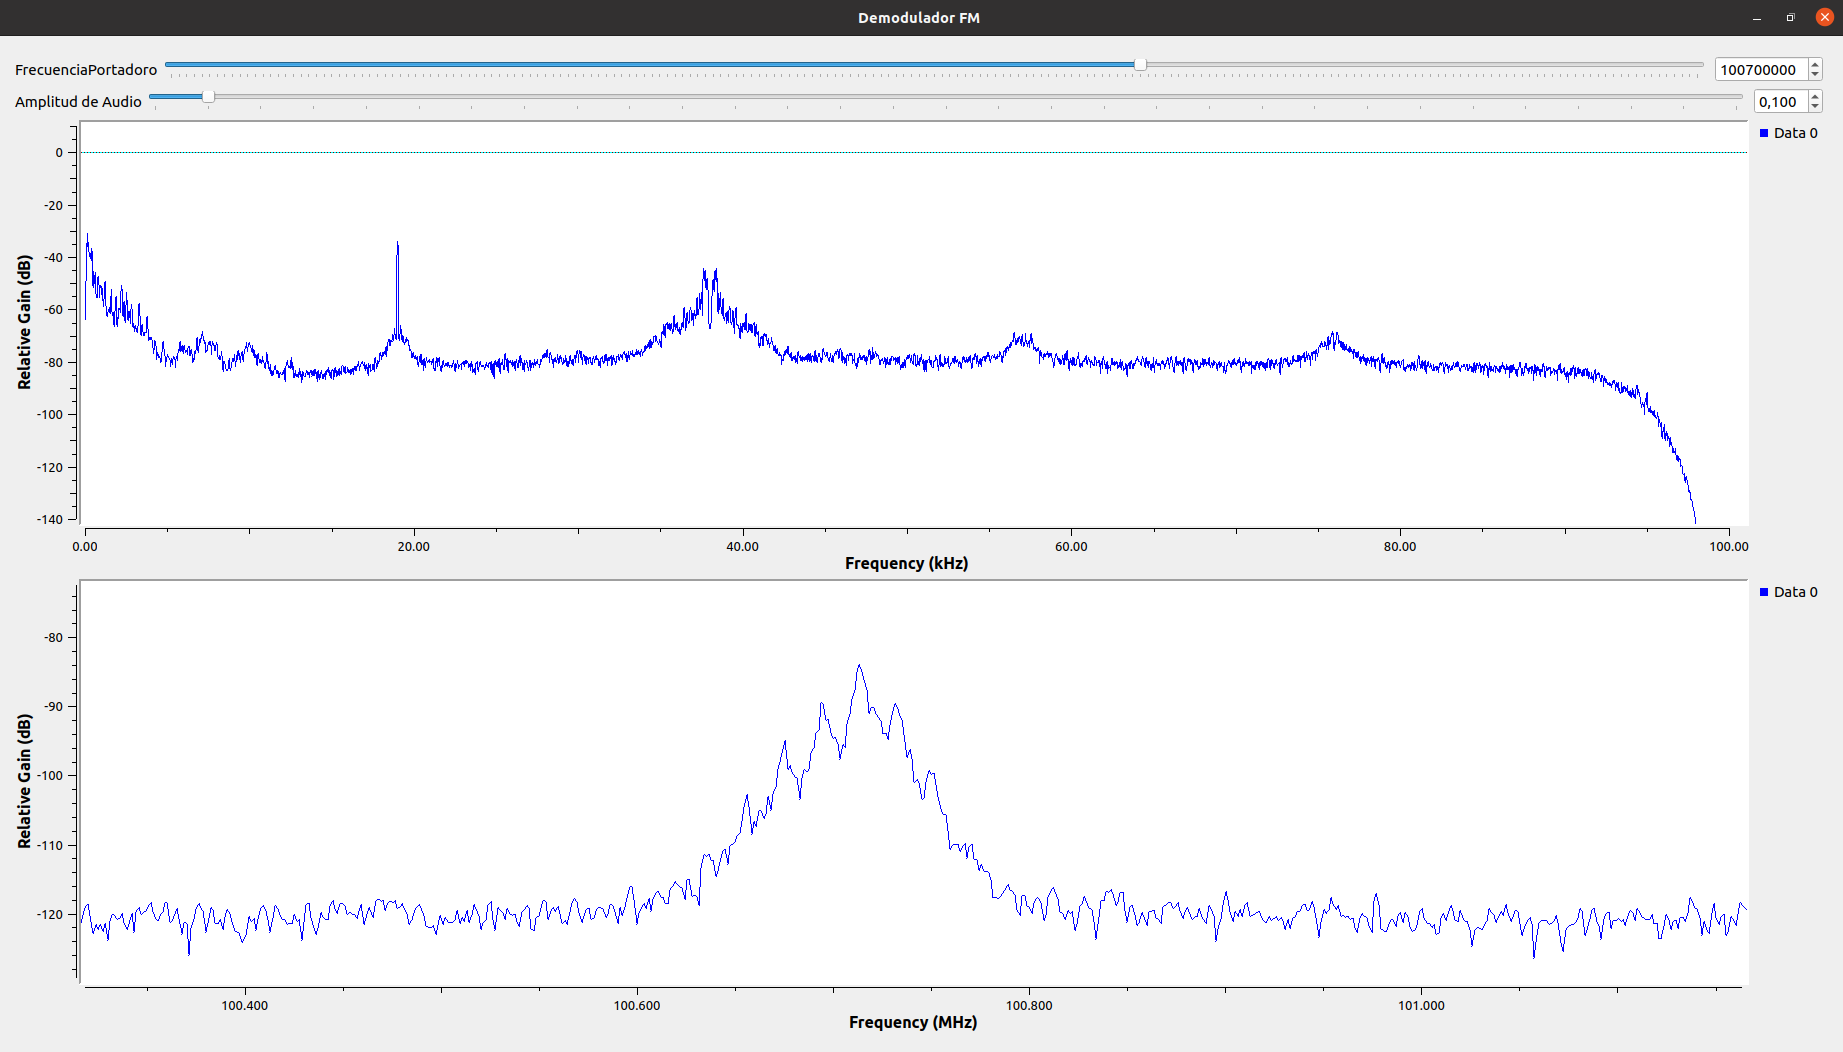 Demodulador FM
FrecuenciaPortadoro 100700000
Amplitud de Audio 0,100
Data 0
0
-20
-40
-60
-80
-100
-120
-140
Relative Gain (dB)
0.00 20.00 40.00 60.00 80.00 100.00
Frequency (kHz)
Data 0
-80
-90
-100
-110
-120
Relative Gain (dB)
100.400 100.600 100.800 101.000
Frequency (MHz)